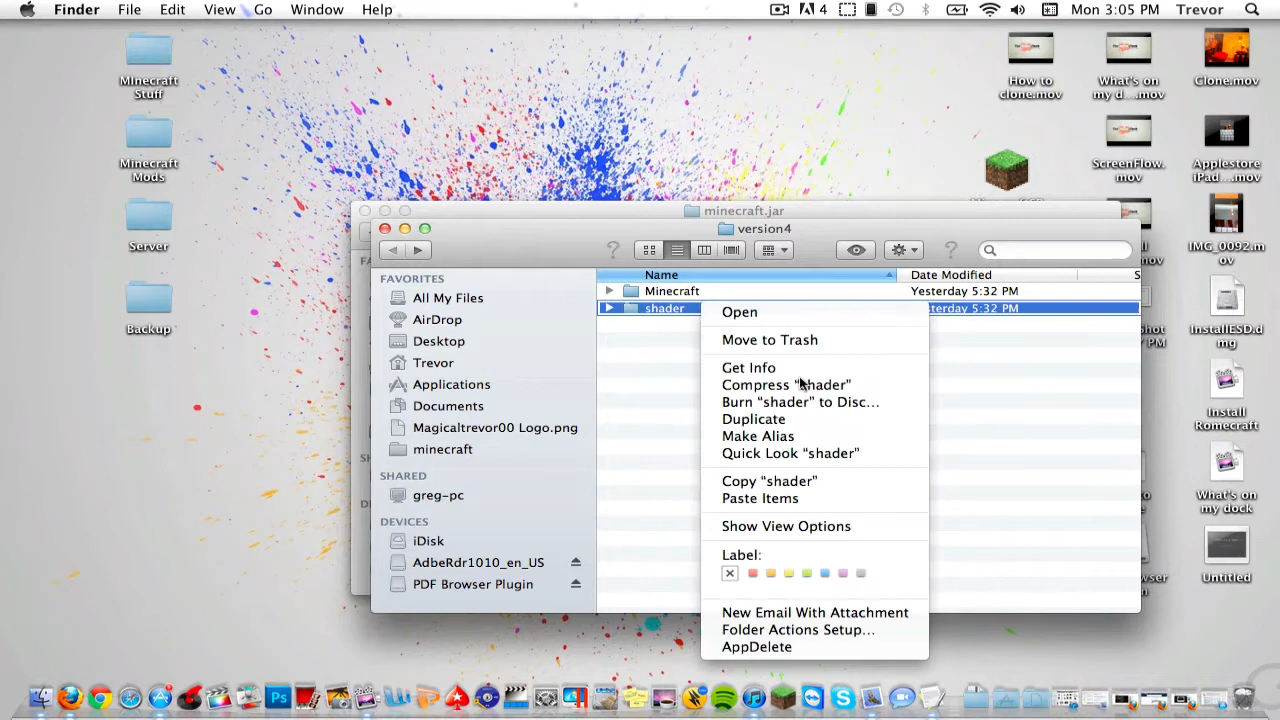 Finder File Edit View Go Window Help
4 Mon 3:05 PM Trevor
Minecraft
Stuff
Minecraft
Mods
Server
Backup
How to
clone.mov
What's on
my d....mov
Clone.mov
ScreenFlow.
mov
Applestore
iPad....mov
IMG_0092.m
ov
InstallESD.d
mg
Install
Romecraft
What's on
my dock
Untitled
minecraft.jar
version4
FAVORITES
All My Files
AirDrop
Desktop
Trevor
Applications
Documents
Magicaltrevor00 Logo.png
minecraft
SHARED
greg-pc
DEVICES
iDisk
AdbeRdr1010_en_US
PDF Browser Plugin
Name Date Modified S
Minecraft Yesterday 5:32 PM
shader sterday 5:32 PM
Open
Move to Trash
Get Info
Compress "shader"
Burn "shader" to Disc...
Duplicate
Make Alias
Quick Look "shader"
Copy "shader"
Paste Items
Show View Options
Label:
New Email With Attachment
Folder Actions Setup...
AppDelete
Ps